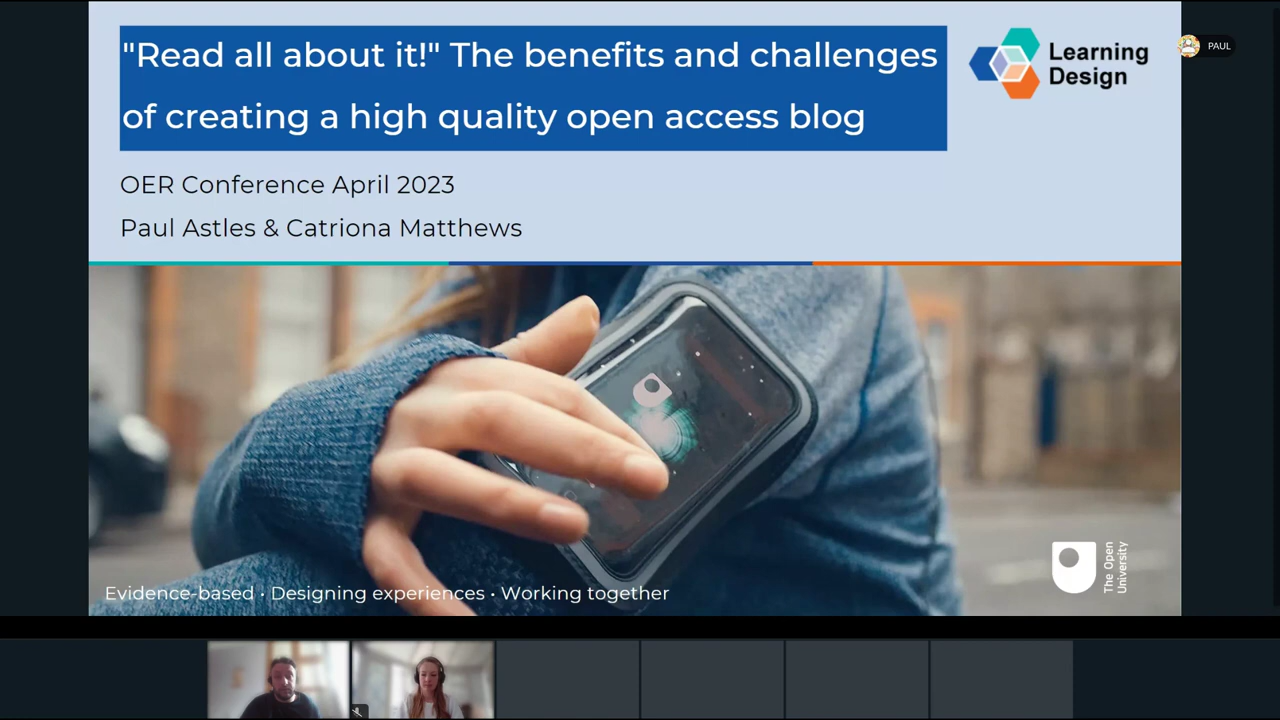 "Read all about it!" The benefits and challenges
of creating a high quality open access blog
Learning
Design
PAUL
OER Conference April 2023
Paul Astles & Catriona Matthews
Evidence-based • Designing experiences • Working together
The Open
University